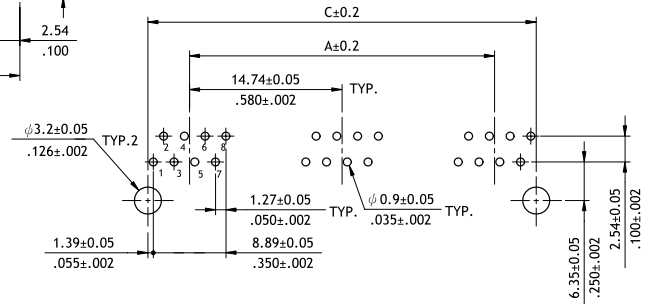 C±0.2
2.54
.100
A±0.2
14.74±0.05
.580±.002
TYP.
φ3.2±0.05
.126±.002
TYP.2
2 4 6 8
1 3 5 7
1.27±0.05
.050±.002
TYP.
φ0.9±0.05
.035±.002
TYP.
1.39±0.05
.055±.002
8.89±0.05
.350±.002
6.35±0.05
.250±.002
2.54±0.05
.100±.002